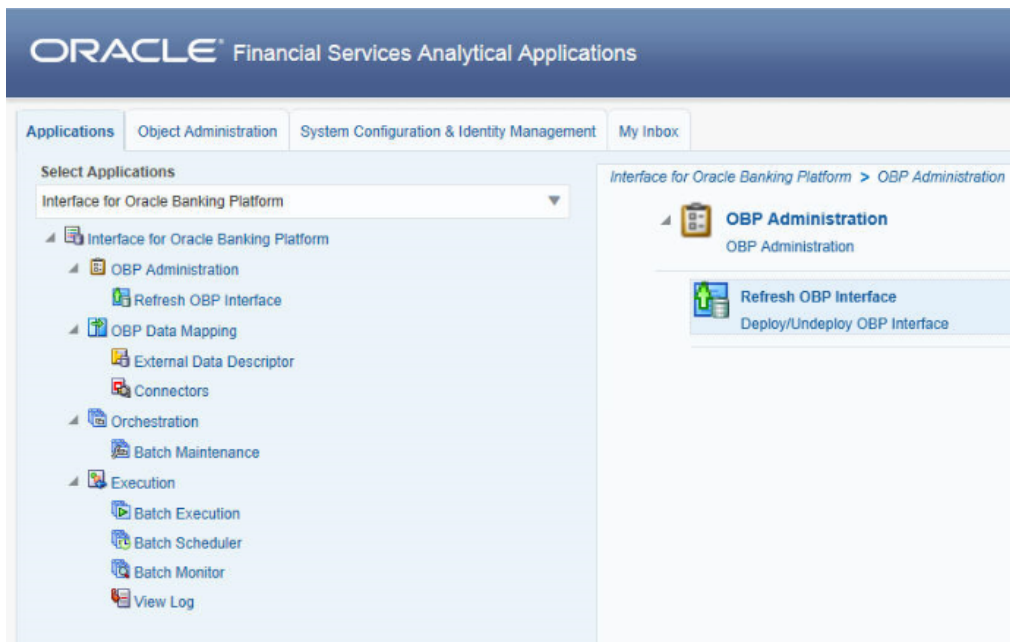 ORACLE® Financial Services Analytical Applications
Applications Object Administration System Configuration & Identity Management My Inbox
Select Applications
Interface for Oracle Banking Platform
Interface for Oracle Banking Platform
OBP Administration
Refresh OBP Interface
OBP Data Mapping
External Data Descriptor
Connectors
Orchestration
Batch Maintenance
Execution
Batch Execution
Batch Scheduler
Batch Monitor
View Log
Interface for Oracle Banking Platform > OBP Administration
OBP Administration
OBP Administration
Refresh OBP Interface
Deploy/Undeploy OBP Interface